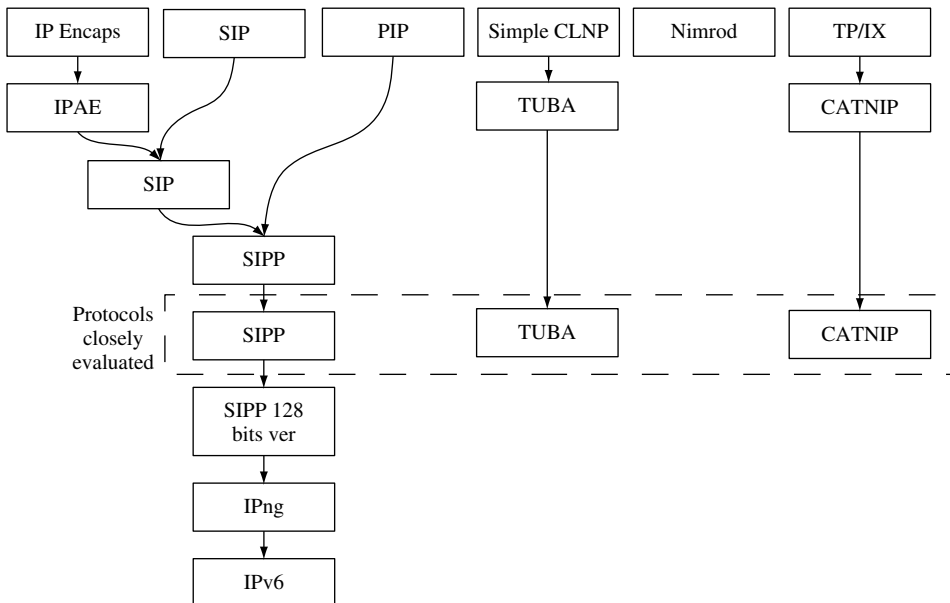 IP Encaps
SIP
PIP
Simple CLNP
Nimrod
TP/IX
IPAE
TUBA
CATNIP
SIP
SIPP
Protocols
closely
evaluated
SIPP
TUBA
CATNIP
SIPP 128
bits ver
IPng
IPv6